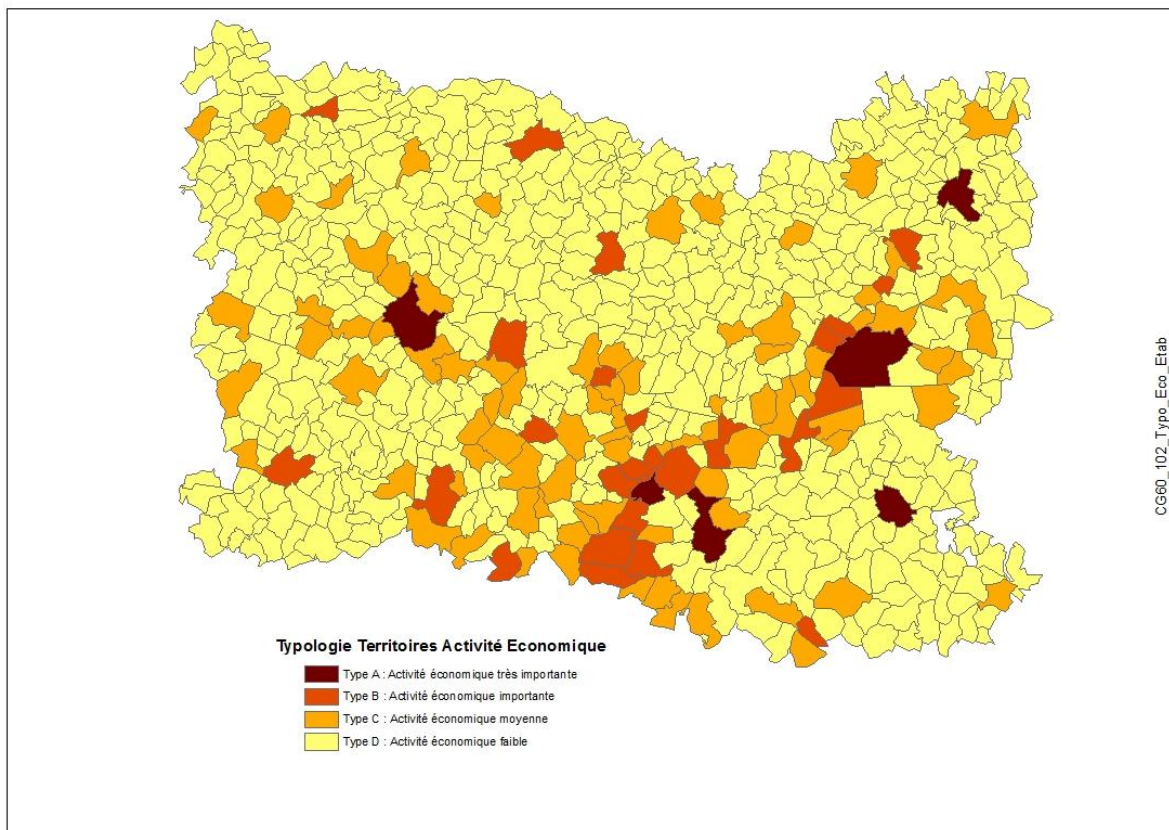 Typologie Territoires Activité Economique
Type A : Activité économique très importante
Type B : Activité économique importante
Type C : Activité économique moyenne
Type D : Activité économique faible
CG60_102_Typo_Eco_Etab